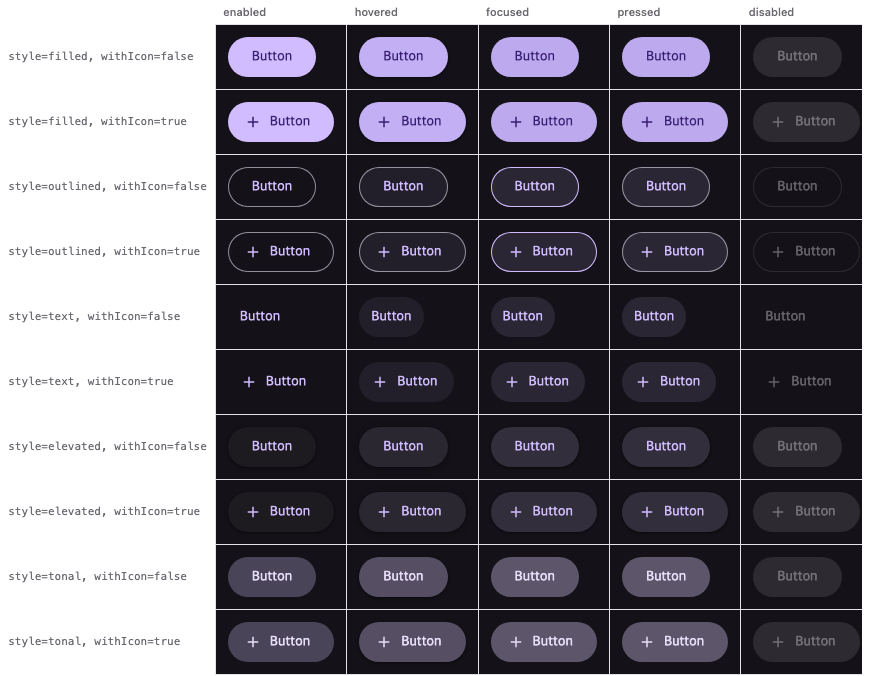 enabled hovered focused pressed disabled
style=filled, withIcon=false Button Button Button Button Button
style=filled, withIcon=true + Button + Button + Button + Button + Button
style=outlined, withIcon=false Button Button Button Button Button
style=outlined, withIcon=true + Button + Button + Button + Button + Button
style=text, withIcon=false Button Button Button Button Button
style=text, withIcon=true + Button + Button + Button + Button + Button
style=elevated, withIcon=false Button Button Button Button Button
style=elevated, withIcon=true + Button + Button + Button + Button + Button
style=tonal, withIcon=false Button Button Button Button Button
style=tonal, withIcon=true + Button + Button + Button + Button + Button